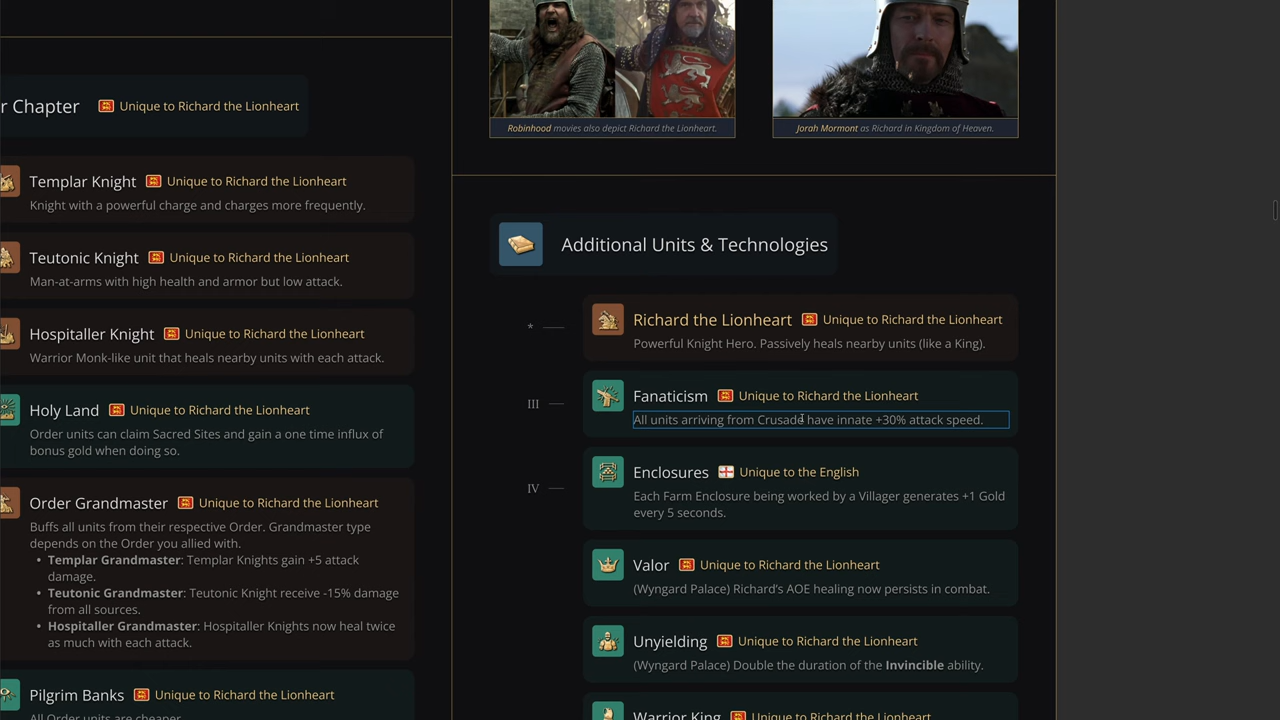 r Chapter
Unique to Richard the Lionheart
Templar Knight
Unique to Richard the Lionheart
Knight with a powerful charge and charges more frequently.
Teutonic Knight
Unique to Richard the Lionheart
Man-at-arms with high health and armor but low attack.
Hospitaller Knight
Unique to Richard the Lionheart
Warrior Monk-like unit that heals nearby units with each attack.
Holy Land
Unique to Richard the Lionheart
Order units can claim Sacred Sites and gain a one time influx of
bonus gold when doing so.
Order Grandmaster
Unique to Richard the Lionheart
Buffs all units from their respective Order. Grandmaster type
depends on the Order you allied with.
• Templar Grandmaster: Templar Knights gain +5 attack
damage.
• Teutonic Grandmaster: Teutonic Knight receive -15% damage
from all sources.
• Hospitaller Grandmaster: Hospitaller Knights now heal twice
as much with each attack.
Pilgrim Banks
Unique to Richard the Lionheart
All Order units are cheaper
Robinhood movies also depict Richard the Lionheart.
Jorah Mormont as Richard in Kingdom of Heaven.
Additional Units & Technologies
*
Richard the Lionheart
Unique to Richard the Lionheart
Powerful Knight Hero. Passively heals nearby units (like a King).
III
Fanaticism
Unique to Richard the Lionheart
All units arriving from Crusade have innate +30% attack speed.
IV
Enclosures
Unique to the English
Each Farm Enclosure being worked by a Villager generates +1 Gold
every 5 seconds.
Valor
Unique to Richard the Lionheart
(Wyngard Palace) Richard's AOE healing now persists in combat.
Unyielding
Unique to Richard the Lionheart
(Wyngard Palace) Double the duration of the Invincible ability.
Warrior King
Unique to Richard the Lionheart